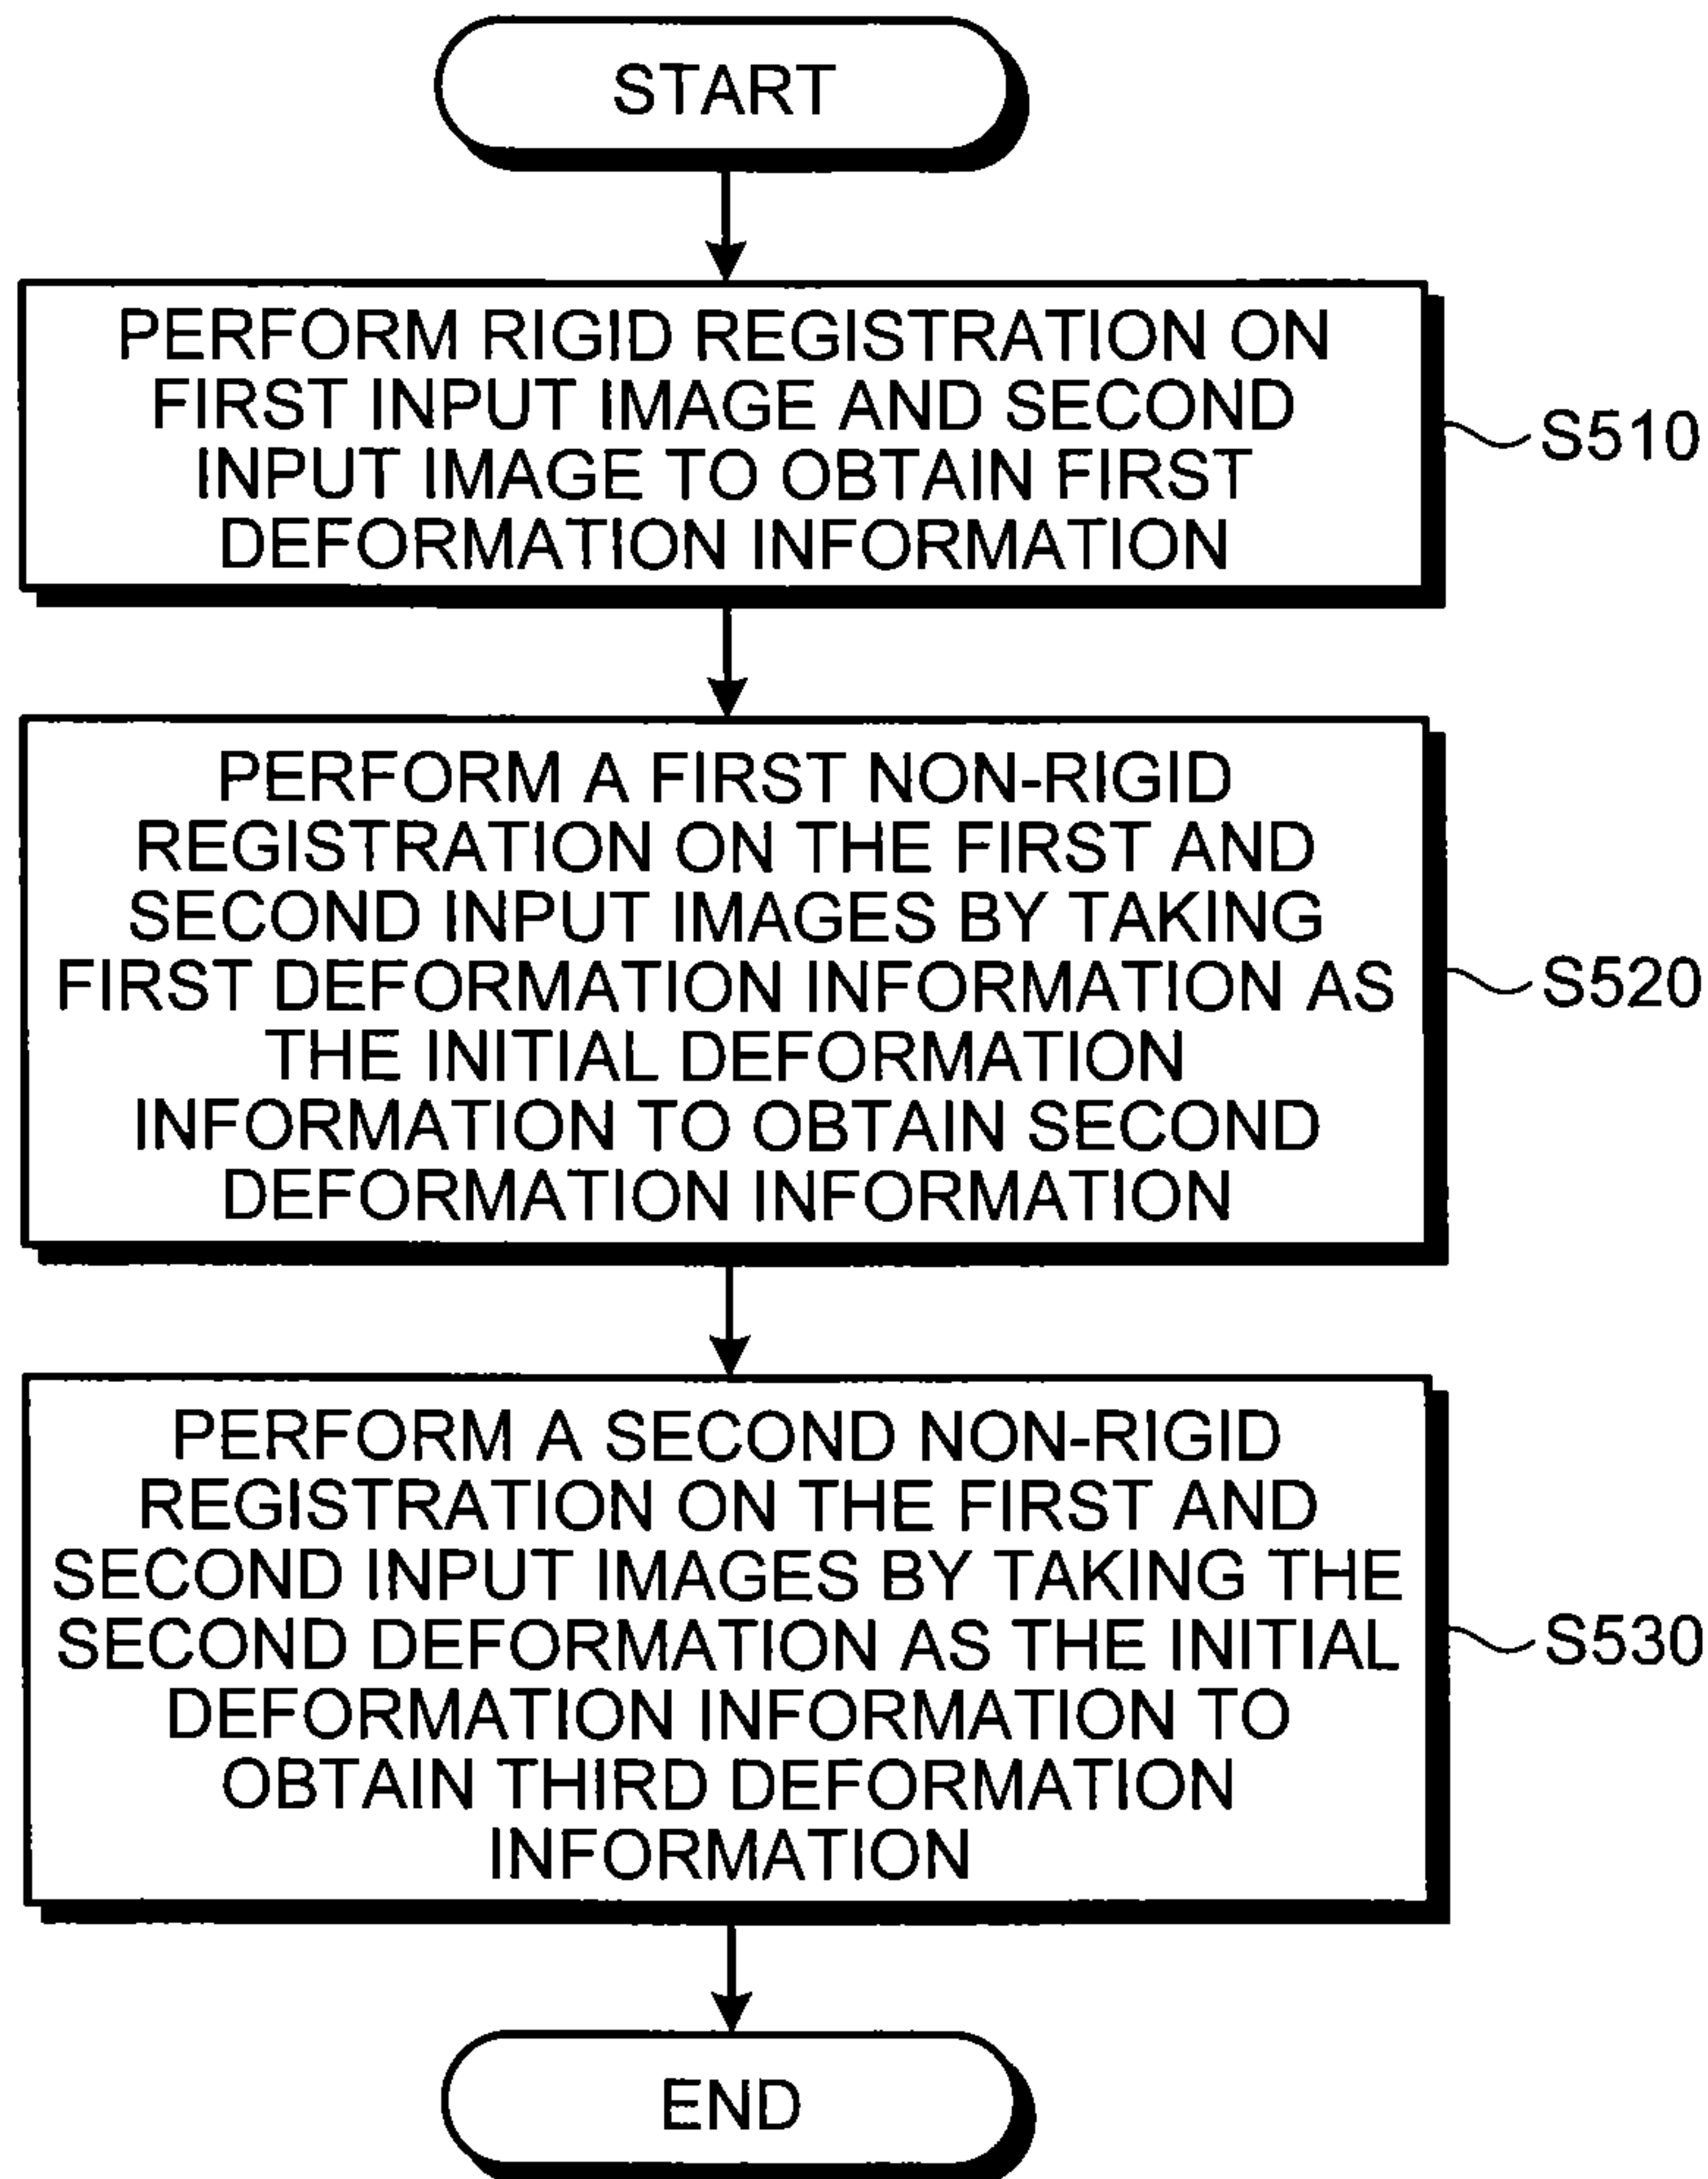 START
PERFORM RIGID REGISTRATION ON
FIRST INPUT IMAGE AND SECOND
INPUT IMAGE TO OBTAIN FIRST
DEFORMATION INFORMATION
S510
PERFORM A FIRST NON-RIGID
REGISTRATION ON THE FIRST AND
SECOND INPUT IMAGES BY TAKING
FIRST DEFORMATION INFORMATION AS
THE INITIAL DEFORMATION
INFORMATION TO OBTAIN SECOND
DEFORMATION INFORMATION
S520
PERFORM A SECOND NON-RIGID
REGISTRATION ON THE FIRST AND
SECOND INPUT IMAGES BY TAKING THE
SECOND DEFORMATION AS THE INITIAL
DEFORMATION INFORMATION TO
OBTAIN THIRD DEFORMATION
INFORMATION
S530
END